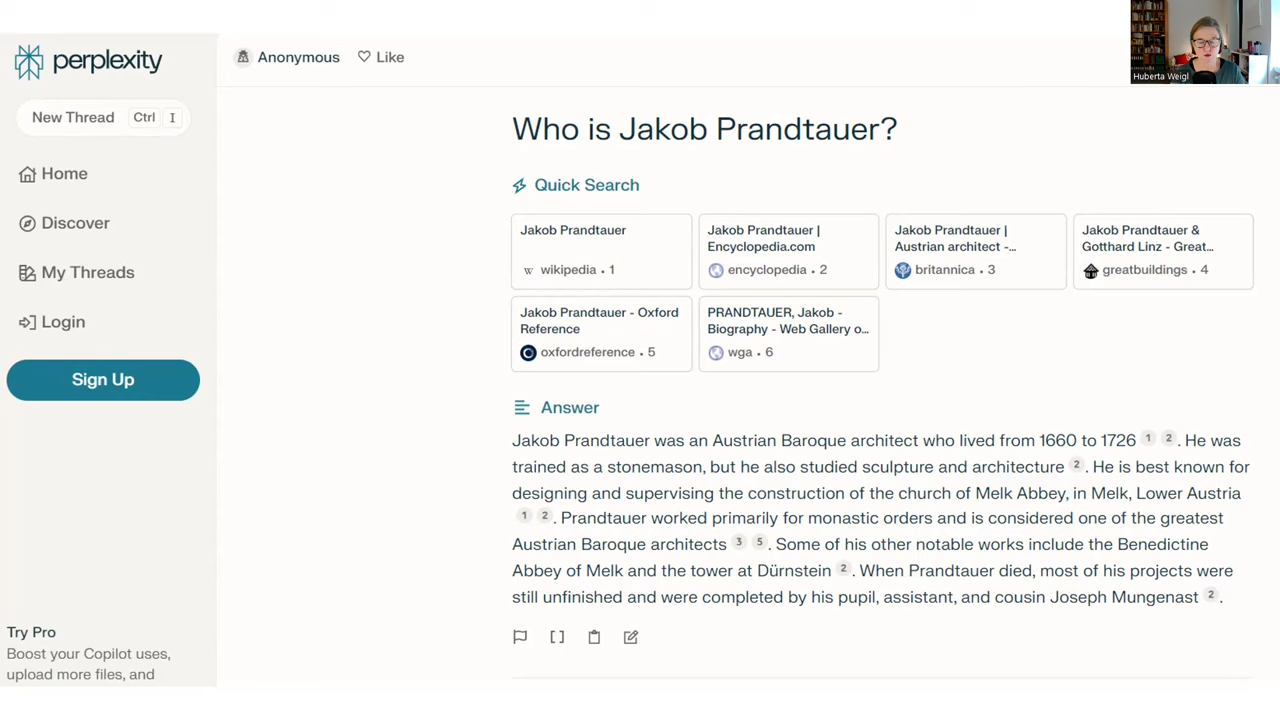 perplexity
New Thread Ctrl I
Home
Discover
My Threads
Login
Sign Up
Try Pro
Boost your Copilot uses,
upload more files, and
Anonymous Like
Huberta Weigl
Who is Jakob Prandtauer?
Quick Search
Jakob Prandtauer
wikipedia • 1
Jakob Prandtauer |
Encyclopedia.com
encyclopedia • 2
Jakob Prandtauer |
Austrian architect -...
britannica • 3
Jakob Prandtauer &
Gotthard Linz - Great...
greatbuildings • 4
Jakob Prandtauer - Oxford
Reference
oxfordreference • 5
PRANDTAUER, Jakob -
Biography - Web Gallery o...
wga • 6
Answer
Jakob Prandtauer was an Austrian Baroque architect who lived from 1660 to 1726 1 2 . He was
trained as a stonemason, but he also studied sculpture and architecture 2 . He is best known for
designing and supervising the construction of the church of Melk Abbey, in Melk, Lower Austria
1 2 . Prandtauer worked primarily for monastic orders and is considered one of the greatest
Austrian Baroque architects 3 5 . Some of his other notable works include the Benedictine
Abbey of Melk and the tower at Dürnstein 2 . When Prandtauer died, most of his projects were
still unfinished and were completed by his pupil, assistant, and cousin Joseph Mungenast 2 .